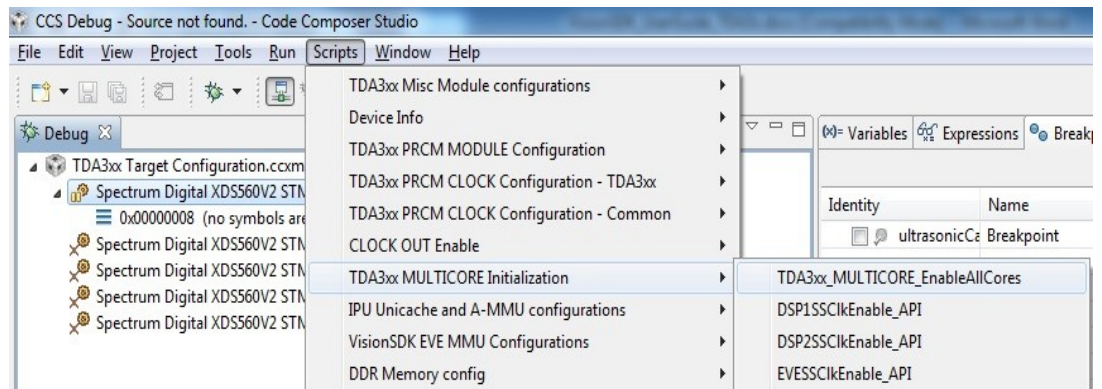 CCS Debug - Source not found. - Code Composer Studio
File Edit View Project Tools Run Scripts Window Help
TDA3xx Misc Module configurations
Device Info
TDA3xx PRCM MODULE Configuration
TDA3xx PRCM CLOCK Configuration - TDA3xx
TDA3xx PRCM CLOCK Configuration - Common
CLOCK OUT Enable
TDA3xx MULTICORE Initialization
IPU Unicache and A-MMU configurations
VisionSDK EVE MMU Configurations
DDR Memory config
Debug
TDA3xx Target Configuration.ccxm
Spectrum Digital XDS560V2 STM
0x00000008 (no symbols are
Spectrum Digital XDS560V2 STM
Spectrum Digital XDS560V2 STM
Spectrum Digital XDS560V2 STM
Spectrum Digital XDS560V2 STM
(x)= Variables Expressions Breakp
Identity Name
ultrasonicCa Breakpoint
TDA3xx_MULTICORE_EnableAllCores
DSP1SSClkEnable_API
DSP2SSClkEnable_API
EVESSClkEnable_API